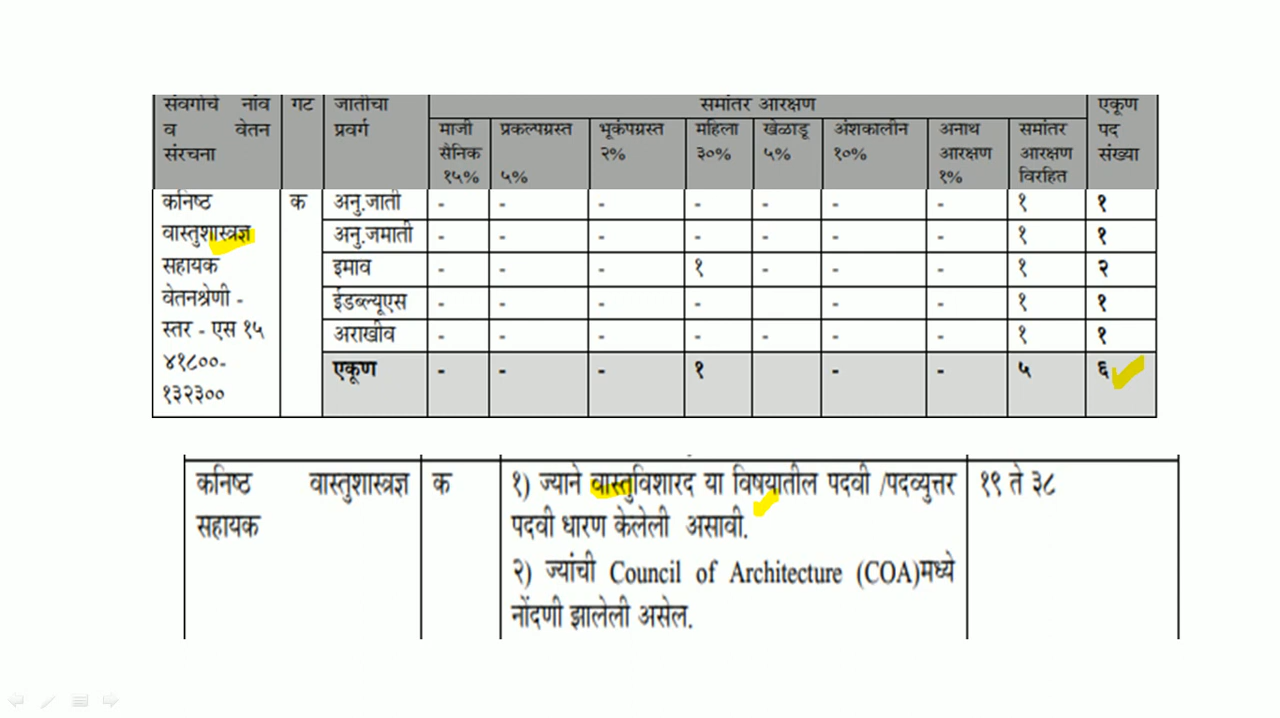 संवर्गाचे नांव गट जातीचा समांतर आरक्षण एकूण
व वेतन प्रवर्ग माजी प्रकल्पग्रस्त भूकंपग्रस्त महिला खेळाडू अंशकालीन अनाथ समांतर पद
संरचना सैनिक २% ३०% ५% १०% आरक्षण आरक्षण संख्या
१५% ५% १% विरहित
कनिष्ठ क अनु.जाती - - - - - - - १ १
वास्तुशास्त्रज्ञ अनु.जमाती - - - - - - - १ १
सहायक इमाव - - - १ - - - १ २
वेतनश्रेणी - ईडब्ल्यूएस - - - - - - १ १
स्तर - एस १५ अराखीव - - - - - - - १ १
४१८००- एकूण - - - १ - - ५ ६
१३२३००
कनिष्ठ वास्तुशास्त्रज्ञ क १) ज्याने वास्तुविशारद या विषयातील पदवी /पदव्युत्तर १९ ते ३८
सहायक पदवी धारण केलेली असावी.
२) ज्यांची Council of Architecture (COA)मध्ये
नोंदणी झालेली असेल.